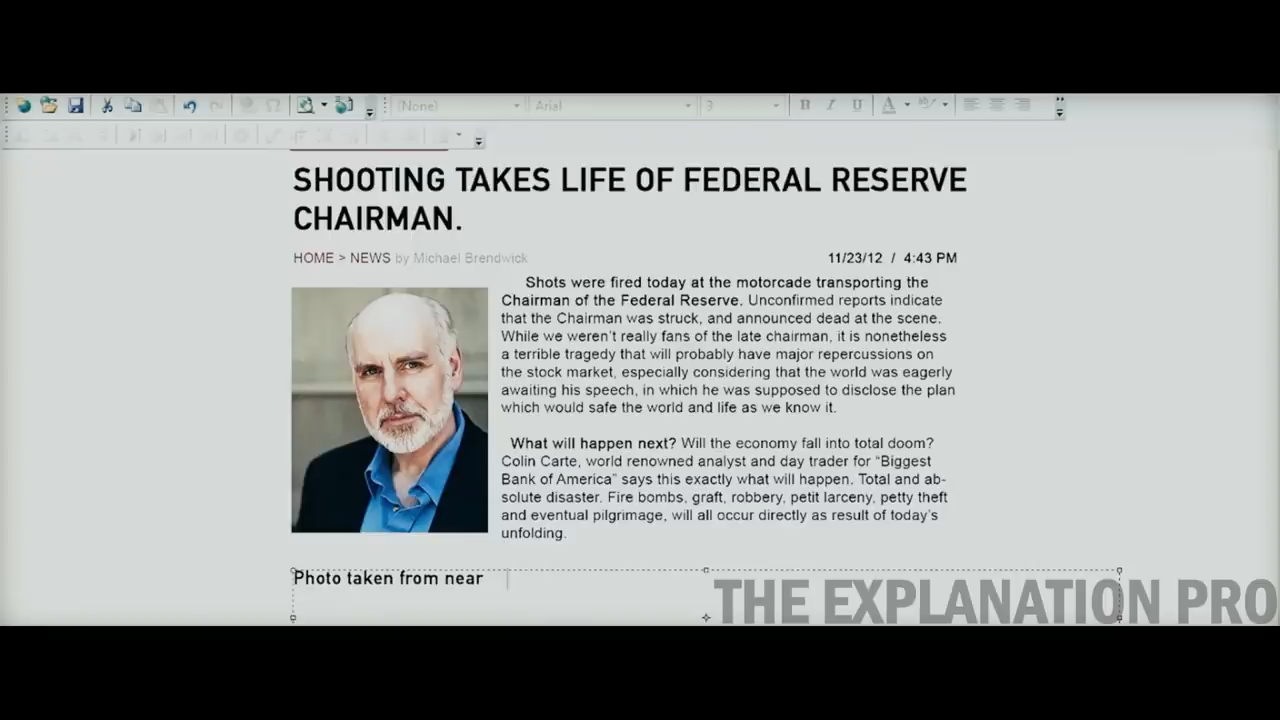 (None)
Arial
3
B I U A
SHOOTING TAKES LIFE OF FEDERAL RESERVE
CHAIRMAN.
HOME > NEWS by Michael Brendwick
11/23/12 / 4:43 PM
Shots were fired today at the motorcade transporting the
Chairman of the Federal Reserve. Unconfirmed reports indicate
that the Chairman was struck, and announced dead at the scene.
While we weren't really fans of the late chairman, it is nonetheless
a terrible tragedy that will probably have major repercussions on
the stock market, especially considering that the world was eagerly
awaiting his speech, in which he was supposed to disclose the plan
which would safe the world and life as we know it.
What will happen next? Will the economy fall into total doom?
Colin Carte, world renowned analyst and day trader for “Biggest
Bank of America” says this exactly what will happen. Total and ab-
solute disaster. Fire bombs, graft, robbery, petit larceny, petty theft
and eventual pilgrimage, will all occur directly as result of today's
unfolding.
Photo taken from near
THE EXPLANATION PRO